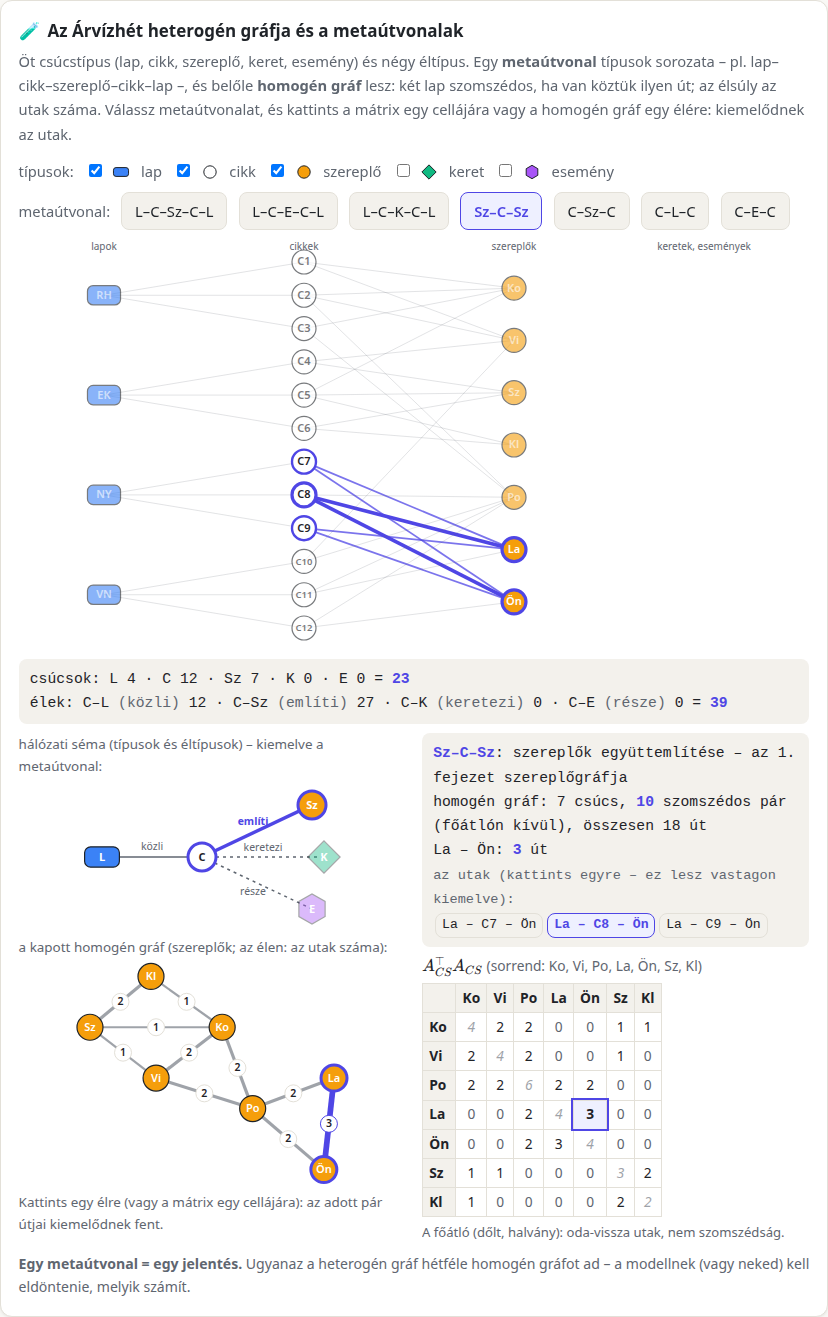 🧪 Az Árvízhét heterogén gráfja és a metaútvonalak
Öt csúcstípus (lap, cikk, szereplő, keret, esemény) és négy éltípus. Egy metaútvonal típusok sorozata – pl. lap–
cikk–szereplő–cikk–lap –, és belőle homogén gráf lesz: két lap szomszédos, ha van köztük ilyen út; az élsúly az
utak száma. Válassz metaútvonalat, és kattints a mátrix egy cellájára vagy a homogén gráf egy élére: kiemelődnek
az utak.
típusok: lap cikk szereplő keret esemény
metaútvonal: L–C–Sz–C–L L–C–E–C–L L–C–K–C–L Sz–C–Sz C–Sz–C C–L–C C–E–C
lapok cikkek szereplők keretek, események
C1
RH C2 Ko
C3
Vi
C4
EK C5 Sz
C6
Kl
C7
NY C8 Po
C9
La
C10
VN C11 Ön
C12
csúcsok: L 4 · C 12 · Sz 7 · K 0 · E 0 = 23
élek: C–L (közli) 12 · C–Sz (említi) 27 · C–K (keretezi) 0 · C–E (része) 0 = 39
hálózati séma (típusok és éltípusok) – kiemelve a
metaútvonal:
Sz
említi
közli keretezi
L C K
része
E
a kapott homogén gráf (szereplők; az élen: az utak száma):
Kl
2 1
Sz 1 Ko
1 2
2
Vi La
2 2
Po
3
2
Ön
Kattints egy élre (vagy a mátrix egy cellájára): az adott pár
útjai kiemelődnek fent.
Sz–C–Sz: szereplők együttemlítése – az 1.
fejezet szereplőgráfja
homogén gráf: 7 csúcs, 10 szomszédos pár
(főátlón kívül), összesen 18 út
La – Ön: 3 út
az utak (kattints egyre – ez lesz vastagon
kiemelve):
La – C7 – Ön La – C8 – Ön La – C9 – Ön
A⊤CS ACS (sorrend: Ko, Vi, Po, La, Ön, Sz, Kl)
Ko Vi Po La Ön Sz Kl
Ko 4 2 2 0 0 1 1
Vi 2 4 2 0 0 1 0
Po 2 2 6 2 2 0 0
La 0 0 2 4 3 0 0
Ön 0 0 2 3 4 0 0
Sz 1 1 0 0 0 3 2
Kl 1 0 0 0 0 2 2
A főátló (dőlt, halvány): oda-vissza utak, nem szomszédság.
Egy metaútvonal = egy jelentés. Ugyanaz a heterogén gráf hétféle homogén gráfot ad – a modellnek (vagy neked) kell
eldöntenie, melyik számít.